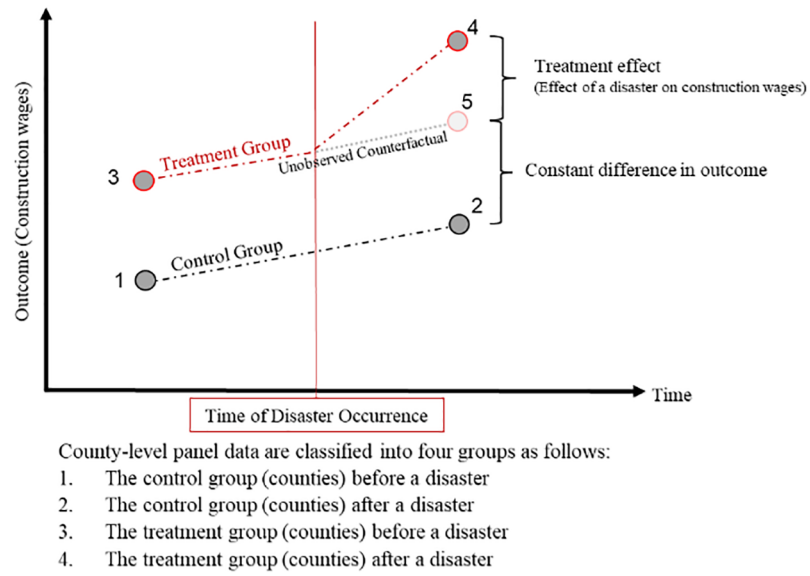 4
Treatment effect
(Effect of a disaster on construction wages)
5
Treatment Group
Unobserved Counterfactual
3
Constant difference in outcome
2
Control Group
1
Outcome (Construction wages)
Time
Time of Disaster Occurrence
County-level panel data are classified into four groups as follows:
1. The control group (counties) before a disaster
2. The control group (counties) after a disaster
3. The treatment group (counties) before a disaster
4. The treatment group (counties) after a disaster